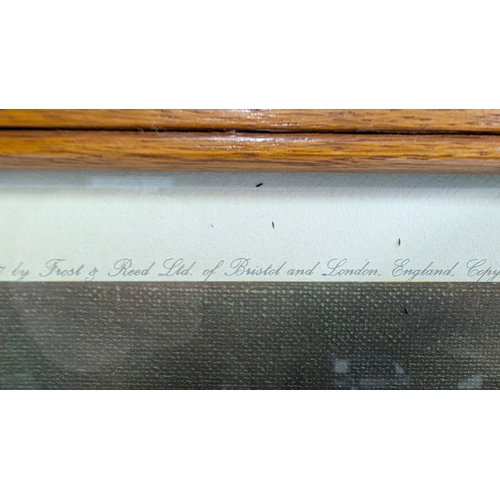 by Frost & Reed Ltd. of Bristol and London, England, Copy